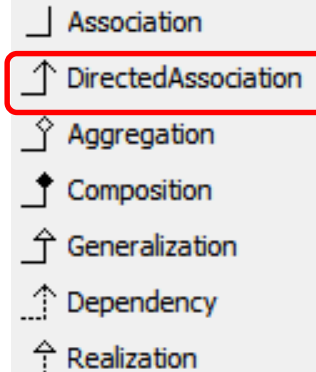 Association
DirectedAssociation
Aggregation
Composition
Generalization
Dependency
Realization